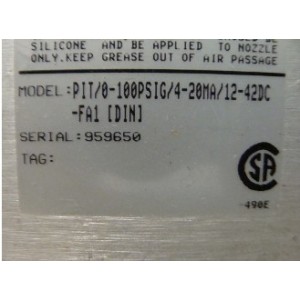 SILICONE AND BE APPLIED TO NOZZLE
ONLY.KEEP GREASE OUT OF AIR PASSAGE
MODEL:PIT/0-100PSIG/4-20MA/12-42DC
-FA1 [DIN]
SERIAL:959650
TAG:
CSA
490E